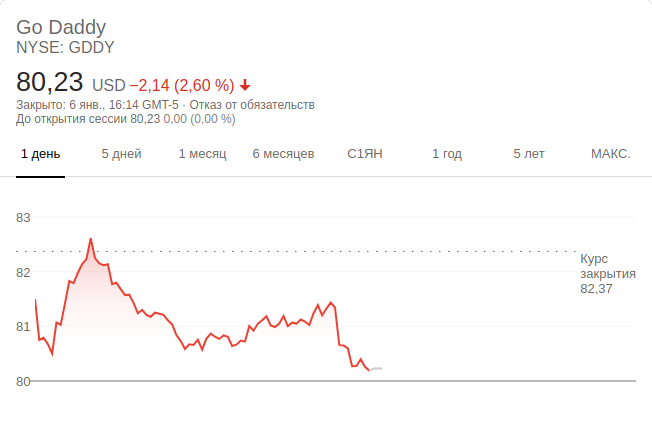 Go Daddy
NYSE: GDDY
80,23 USD −2,14 (2,60 %)
Закрыто: 6 янв., 16:14 GMT-5 · Отказ от обязательств
До открытия сессии 80,23 0,00 (0,00 %)
1 день 5 дней 1 месяц 6 месяцев С1ЯН 1 год 5 лет МАКС.
83
82
81
80
Курс
закрытия
82,37